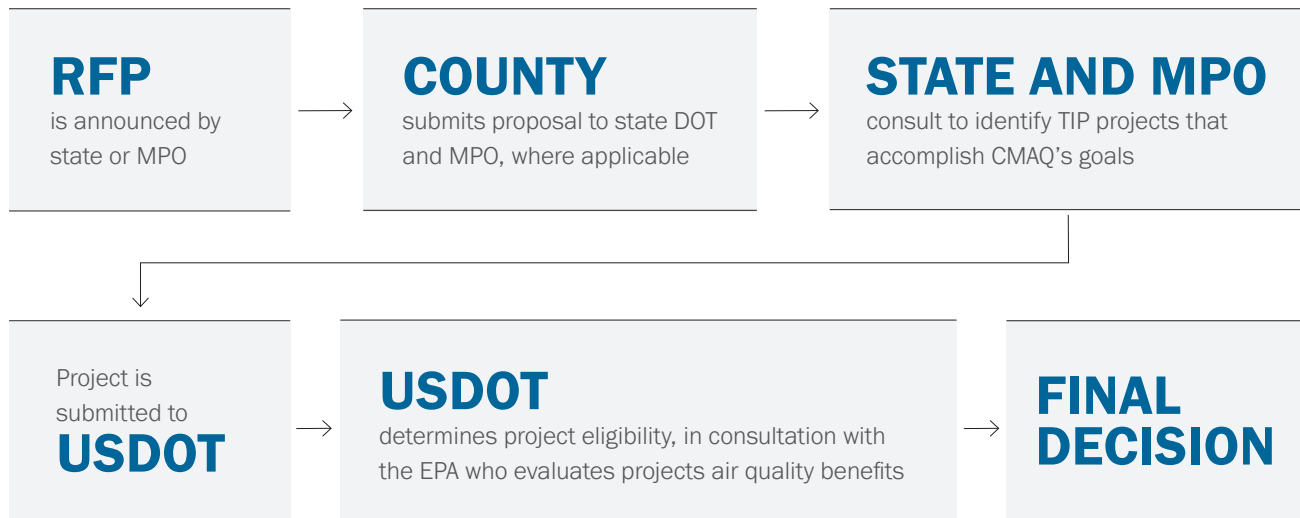 RFP
is announced by
state or MPO
COUNTY
submits proposal to state DOT
and MPO, where applicable
STATE AND MPO
consult to identify TIP projects that
accomplish CMAQ's goals
Project is
submitted to
USDOT
USDOT
determines project eligibility, in consultation with
the EPA who evaluates projects air quality benefits
FINAL
DECISION